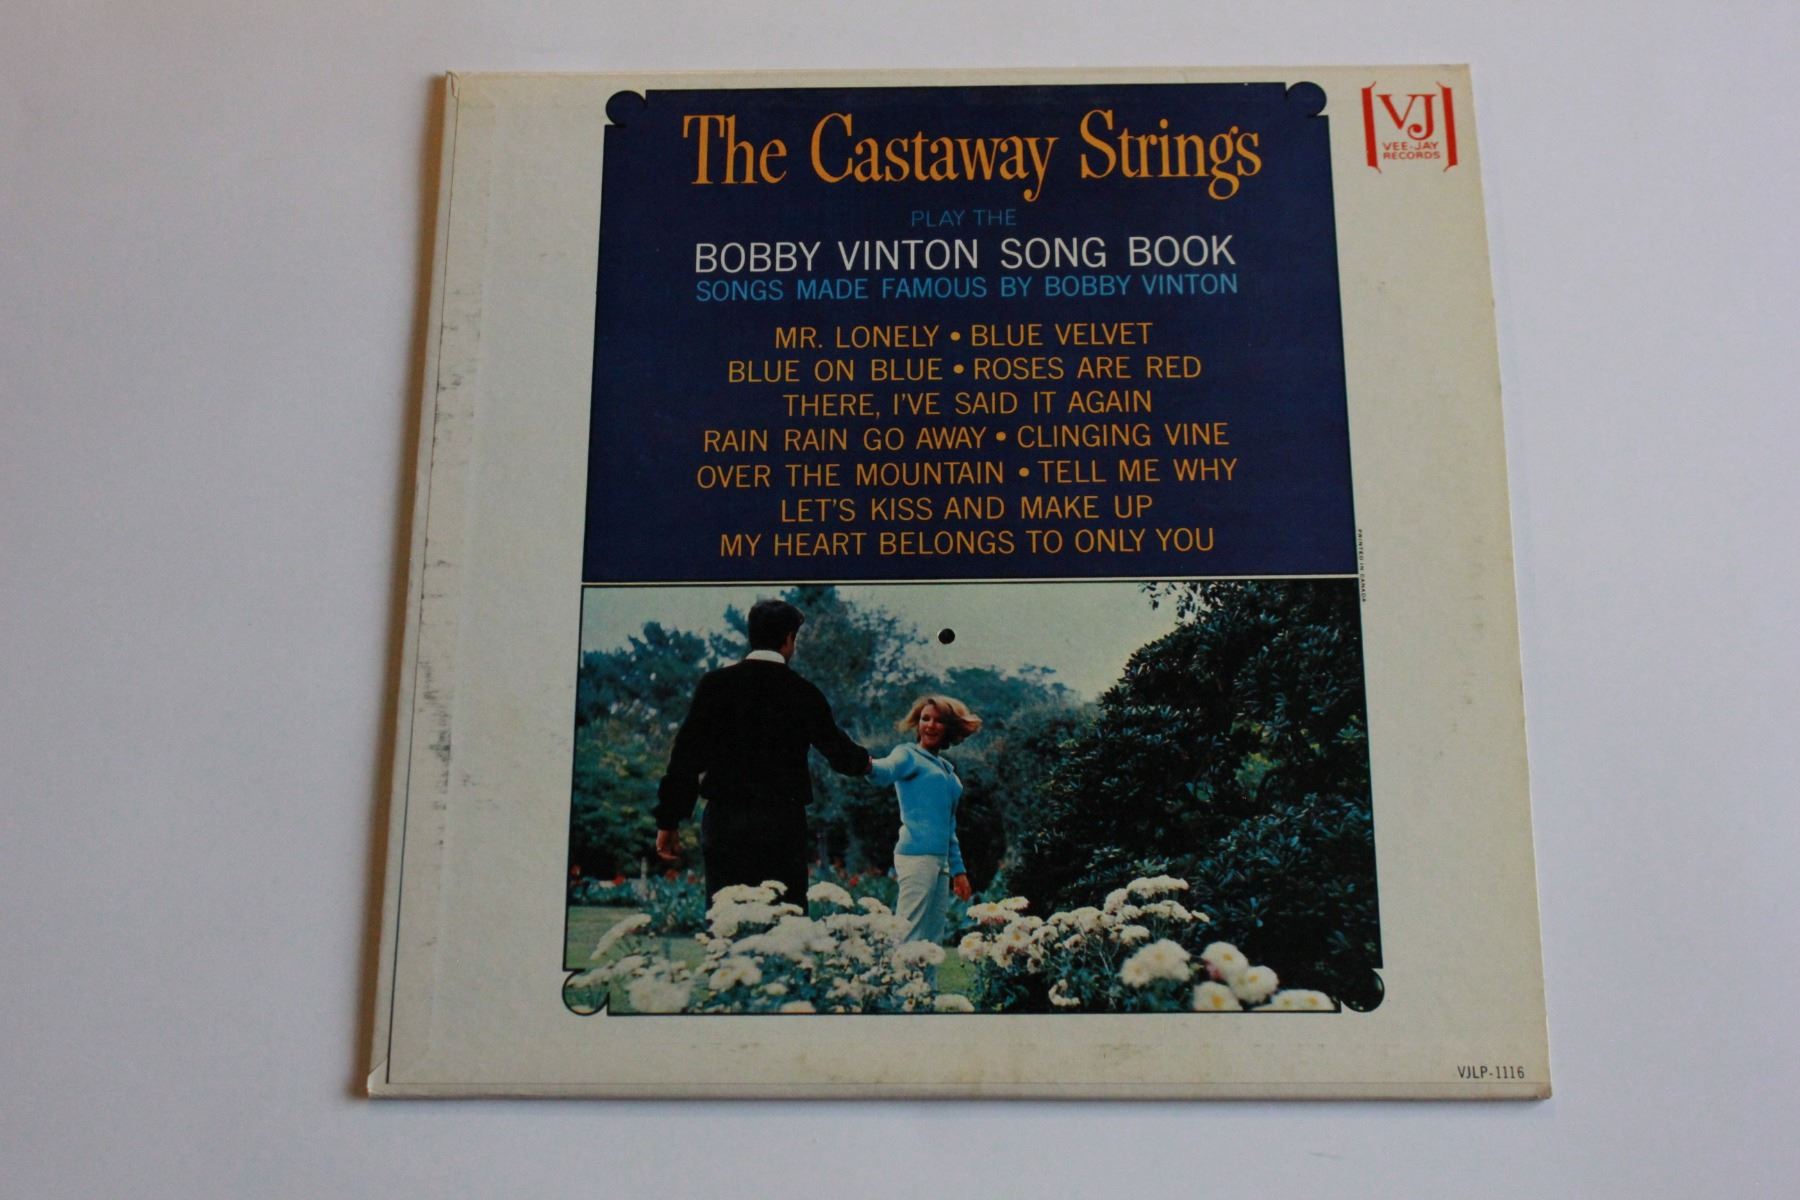 The Castaway Strings
PLAY THE
BOBBY VINTON SONG BOOK
SONGS MADE FAMOUS BY BOBBY VINTON
MR. LONELY • BLUE VELVET
BLUE ON BLUE • ROSES ARE RED
THERE, I'VE SAID IT AGAIN
RAIN RAIN GO AWAY • CLINGING VINE
OVER THE MOUNTAIN • TELL ME WHY
LET'S KISS AND MAKE UP
MY HEART BELONGS TO ONLY YOU
VJ
VEE-JAY
RECORDS
PRINTED IN CANADA
VJLP-1116